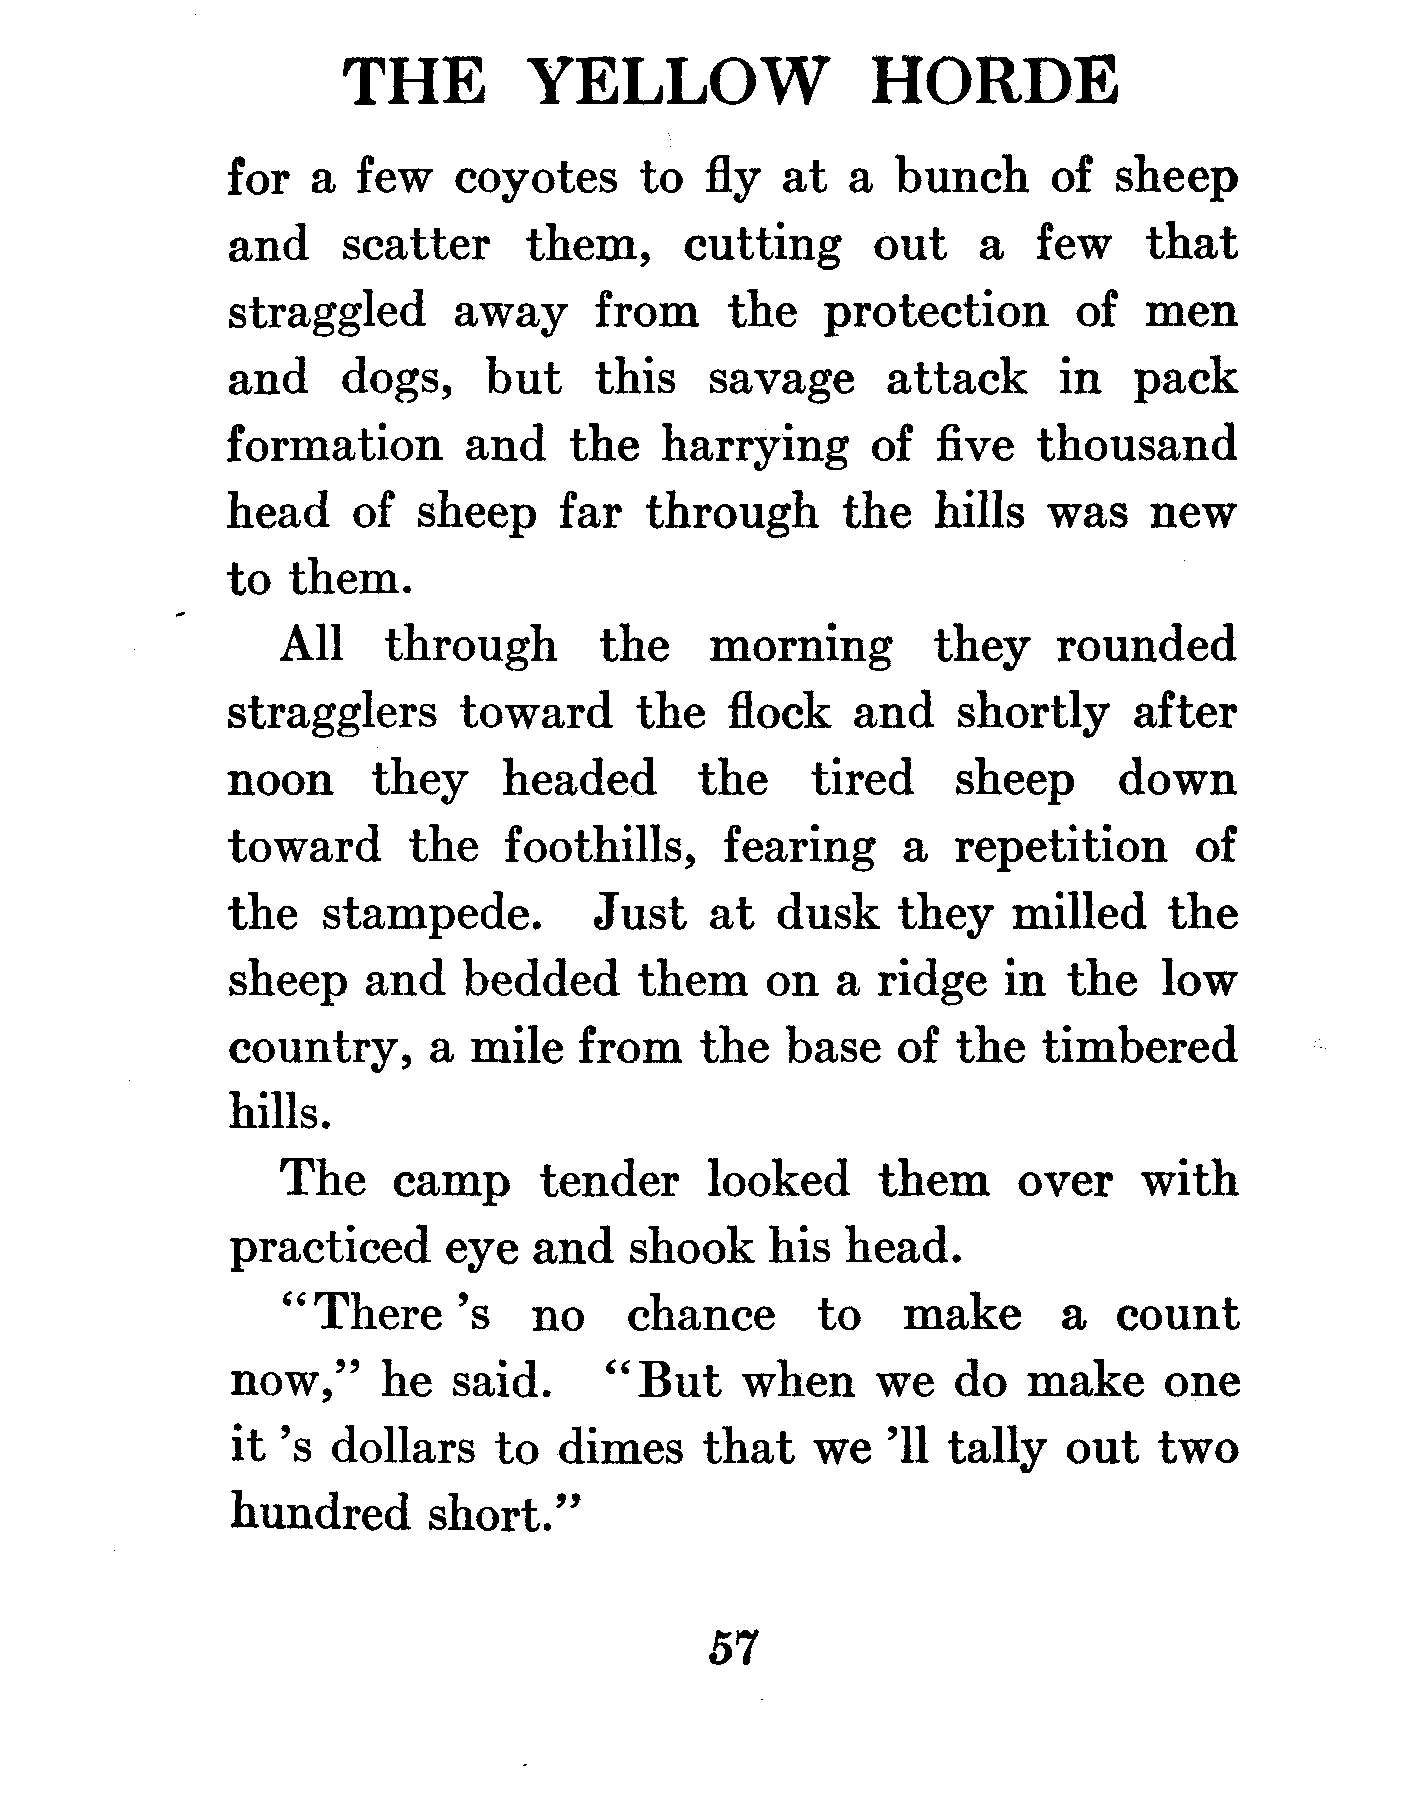 THE YELLOW HORDE
for a few coyotes to fly at a bunch of sheep
and scatter them, cutting out a few that
straggled away from the protection of men
and dogs, but this savage attack in pack
formation and the harrying of five thousand
head of sheep far through the hills was new
to them.
All through the morning they rounded
stragglers toward the flock and shortly after
noon they headed the tired sheep down
toward the foothills, fearing a repetition of
the stampede. Just at dusk they milled the
sheep and bedded them on a ridge in the low
country, a mile from the base of the timbered
hills.
The camp tender looked them over with
practiced eye and shook his head.
“There 's no chance to make a count
now,” he said. “But when we do make one
it 's dollars to dimes that we 'll tally out two
hundred short.”
57